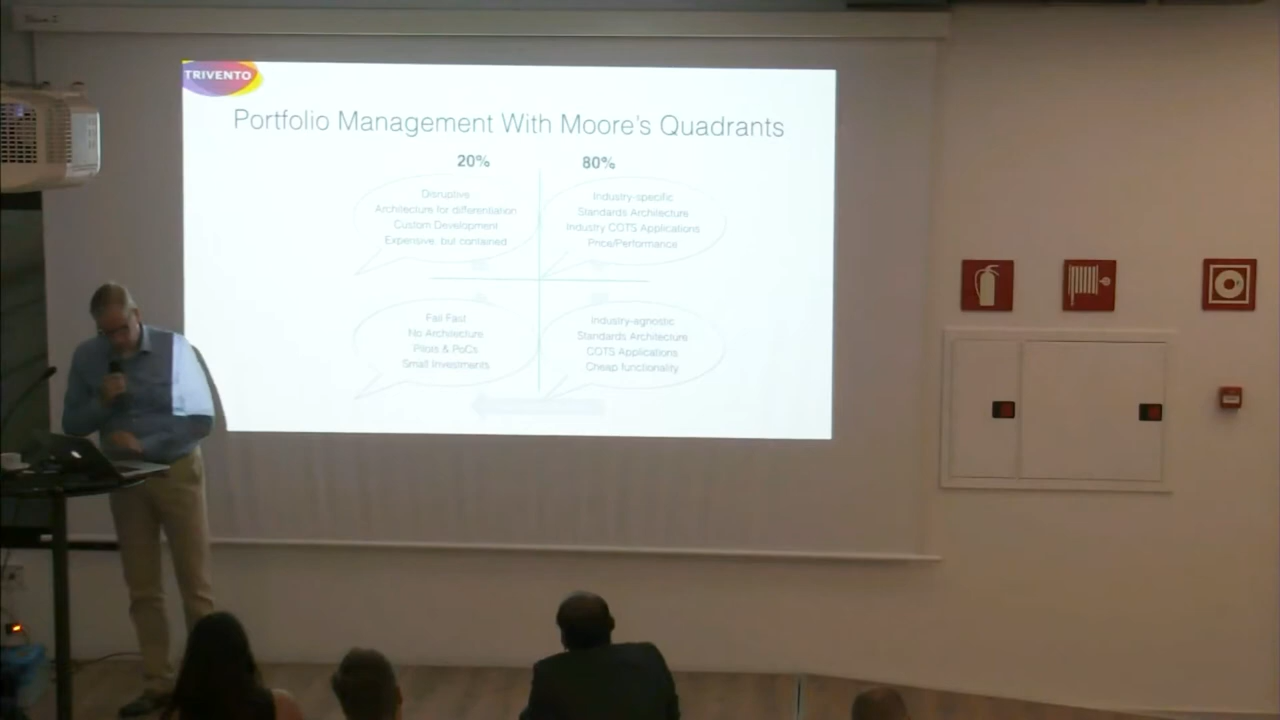 TRIVENTO
Portfolio Management With Moore's Quadrants
20%
80%
Disruptive
Architecture for differentiation
Custom Development
Expensive, but contained
Industry-specific
Standards Architecture
Industry COTS Applications
Price/Performance
Fail Fast
No Architecture
Pilots & PoCs
Small Investments
Industry-agnostic
Standards Architecture
COTS Applications
Cheap functionality